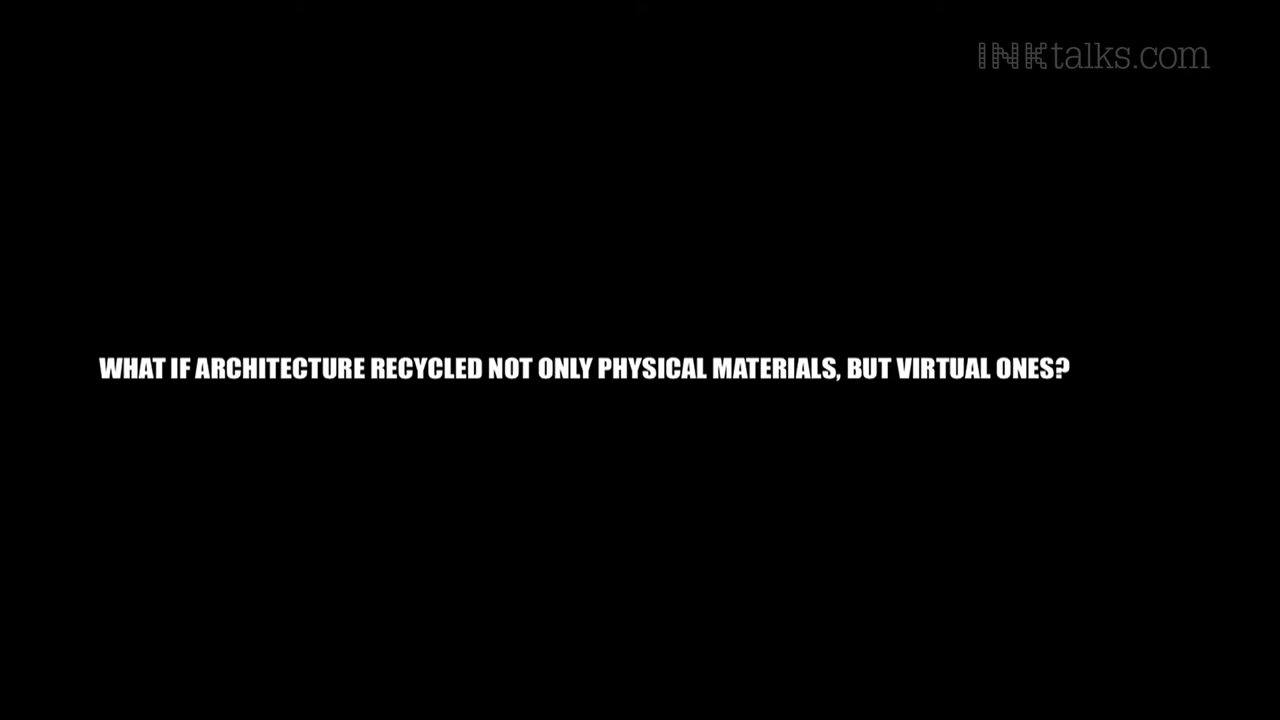 INKtalks.com
WHAT IF ARCHITECTURE RECYCLED NOT ONLY PHYSICAL MATERIALS, BUT VIRTUAL ONES?